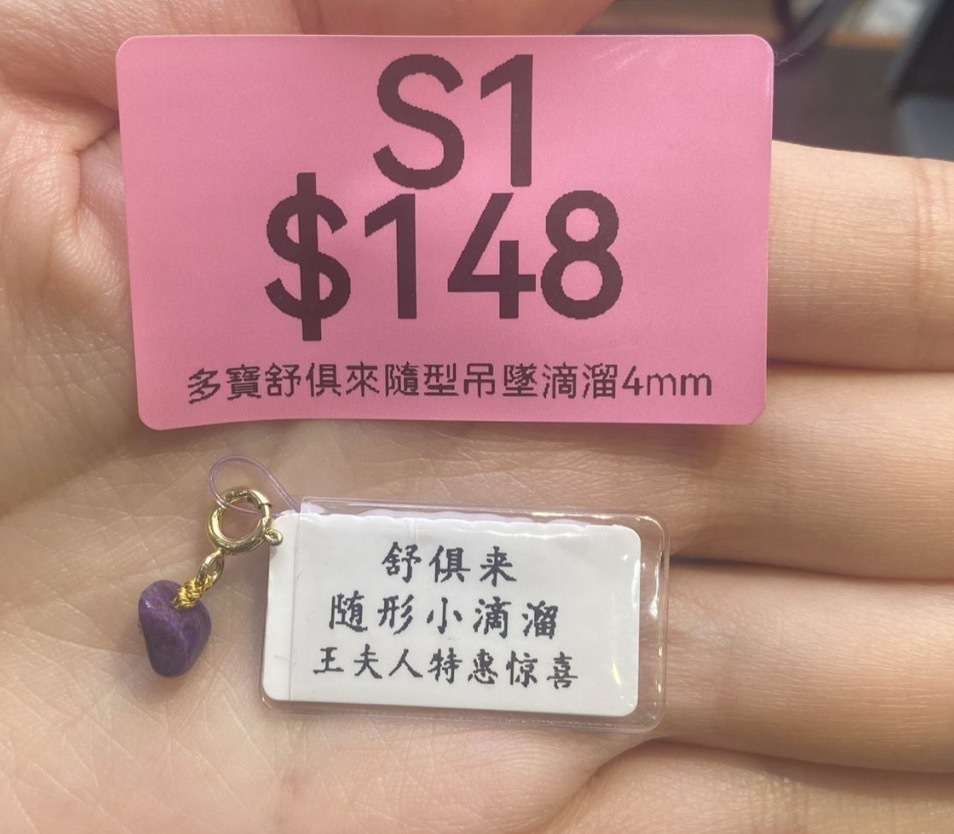 S1
$148
多寶舒俱來隨型吊墜滴溜4mm
舒俱来
随形小滴溜
王夫人特惠惊喜